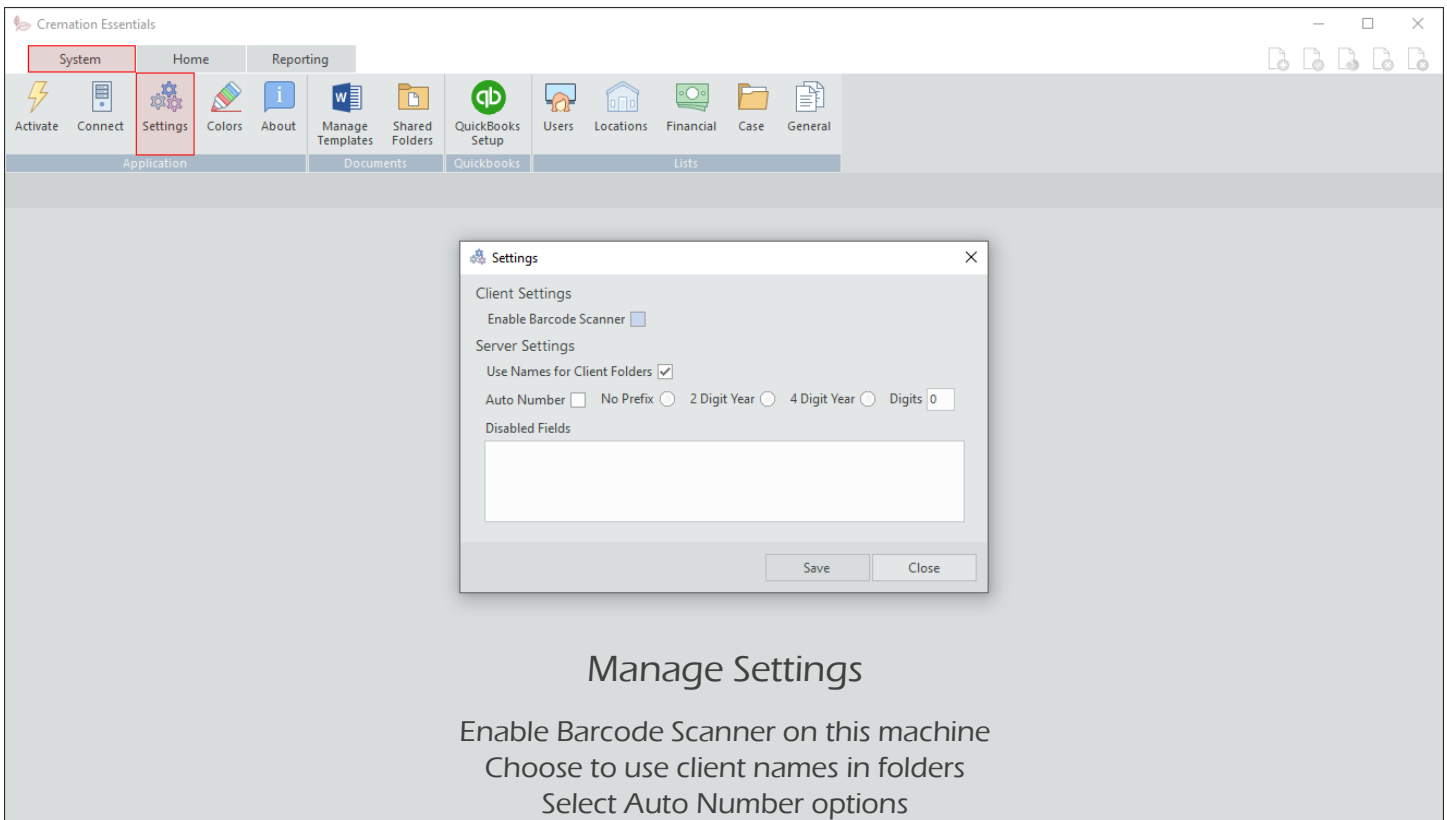 Cremation Essentials
System Home Reporting
Activate Connect Settings Colors About Manage Templates Shared Folders QuickBooks Setup Users Locations Financial Case General
Application Documents Quickbooks Lists
Settings
Client Settings
Enable Barcode Scanner
Server Settings
Use Names for Client Folders
Auto Number No Prefix 2 Digit Year 4 Digit Year Digits 0
Disabled Fields
Save Close
Manage Settings
Enable Barcode Scanner on this machine
Choose to use client names in folders
Select Auto Number options